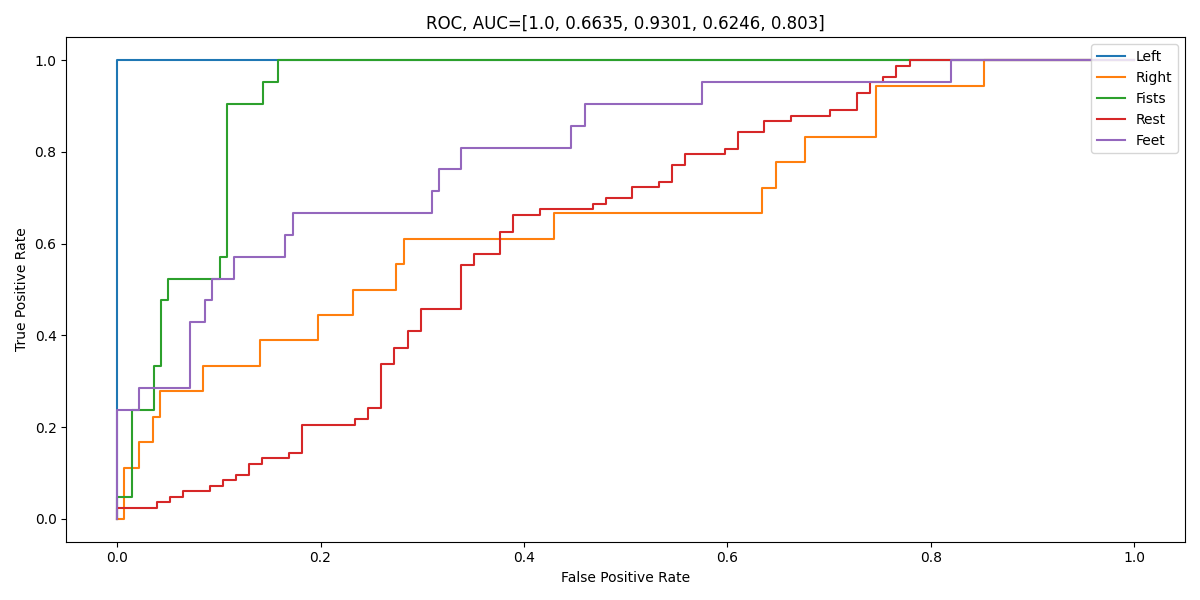 ROC, AUC=[1.0, 0.6635, 0.9301, 0.6246, 0.803]
Left
Right
Fists
Rest
Feet
True Positive Rate
1.0
0.8
0.6
0.4
0.2
0.0
0.0 0.2 0.4 0.6 0.8 1.0
False Positive Rate